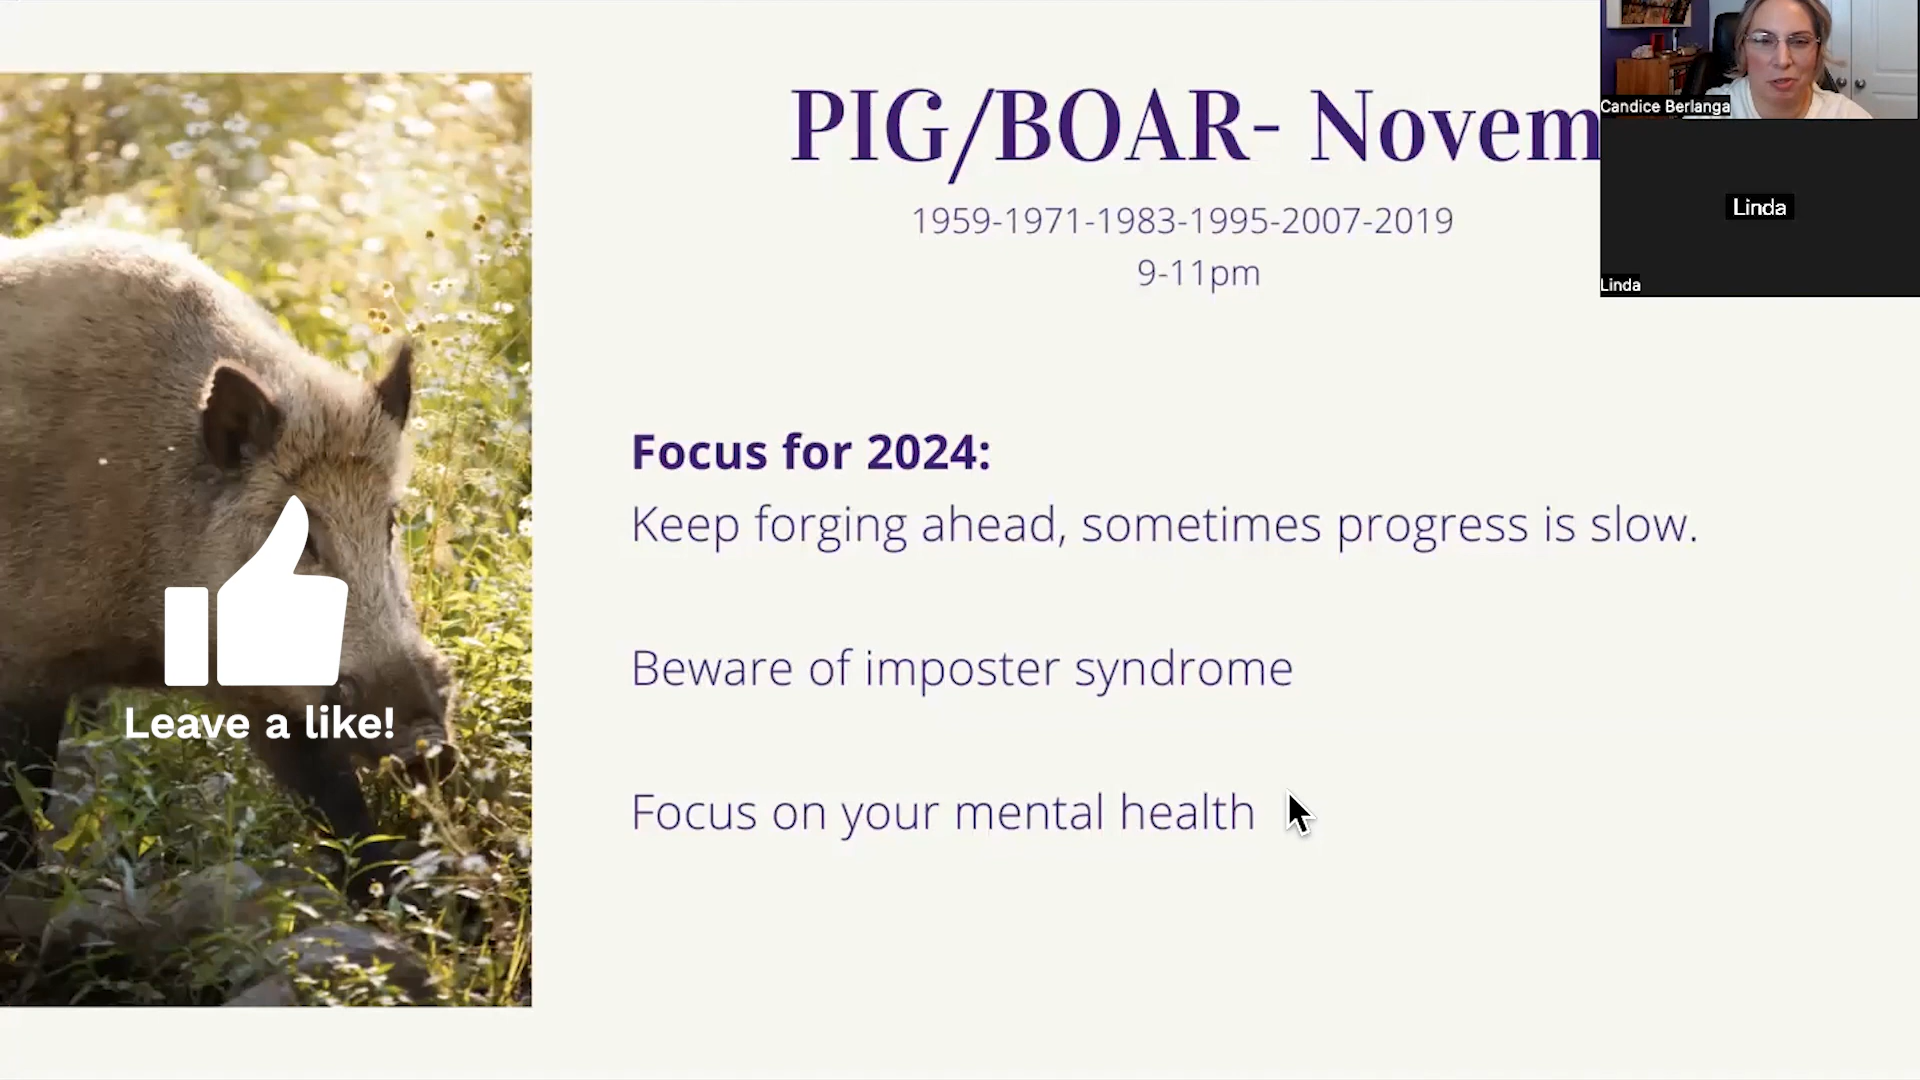 PIG/BOAR- Novem
1959-1971-1983-1995-2007-2019
9-11pm
Focus for 2024:
Keep forging ahead, sometimes progress is slow.
Beware of imposter syndrome
Focus on your mental health
Leave a like!
Candice Berlanga
Linda
Linda